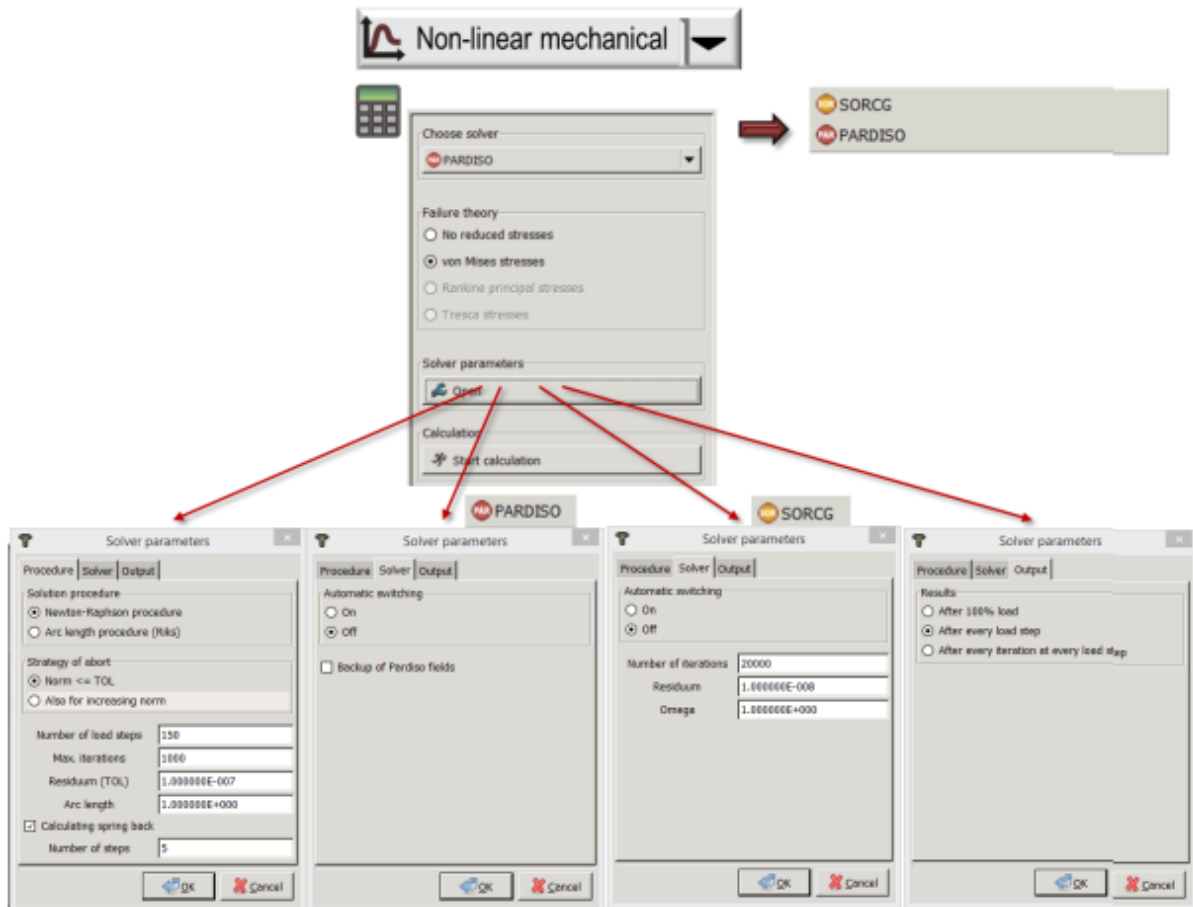 Non-linear mechanical
SORCG
PARDISO
Choose solver
PARDISO
Failure theory
No reduced stresses
von Mises stresses
Rankine principal stresses
Tresca stresses
Solver parameters
Open
Calculation
Start calculation
PARDISO
SORCG
Solver parameters
Procedure Solver Output
Solution procedure
Newton-Raphson procedure
Arc length procedure (Riks)
Strategy of abort
Norm <= TOL
Also for increasing norm
Number of load steps 150
Max. iterations 1000
Residuum (TOL) 1.000000E-007
Arc length 1.000000E+000
Calculating spring back
Number of steps 5
OK Cancel
Solver parameters
Procedure Solver Output
Automatic switching
On
Off
Backup of Pardiso fields
OK Cancel
Solver parameters
Procedure Solver Output
Automatic switching
On
Off
Number of iterations 20000
Residuum 1.000000E-008
Omega 1.000000E+000
OK Cancel
Solver parameters
Procedure Solver Output
Results
After 100% load
After every load step
After every iteration at every load step
OK Cancel